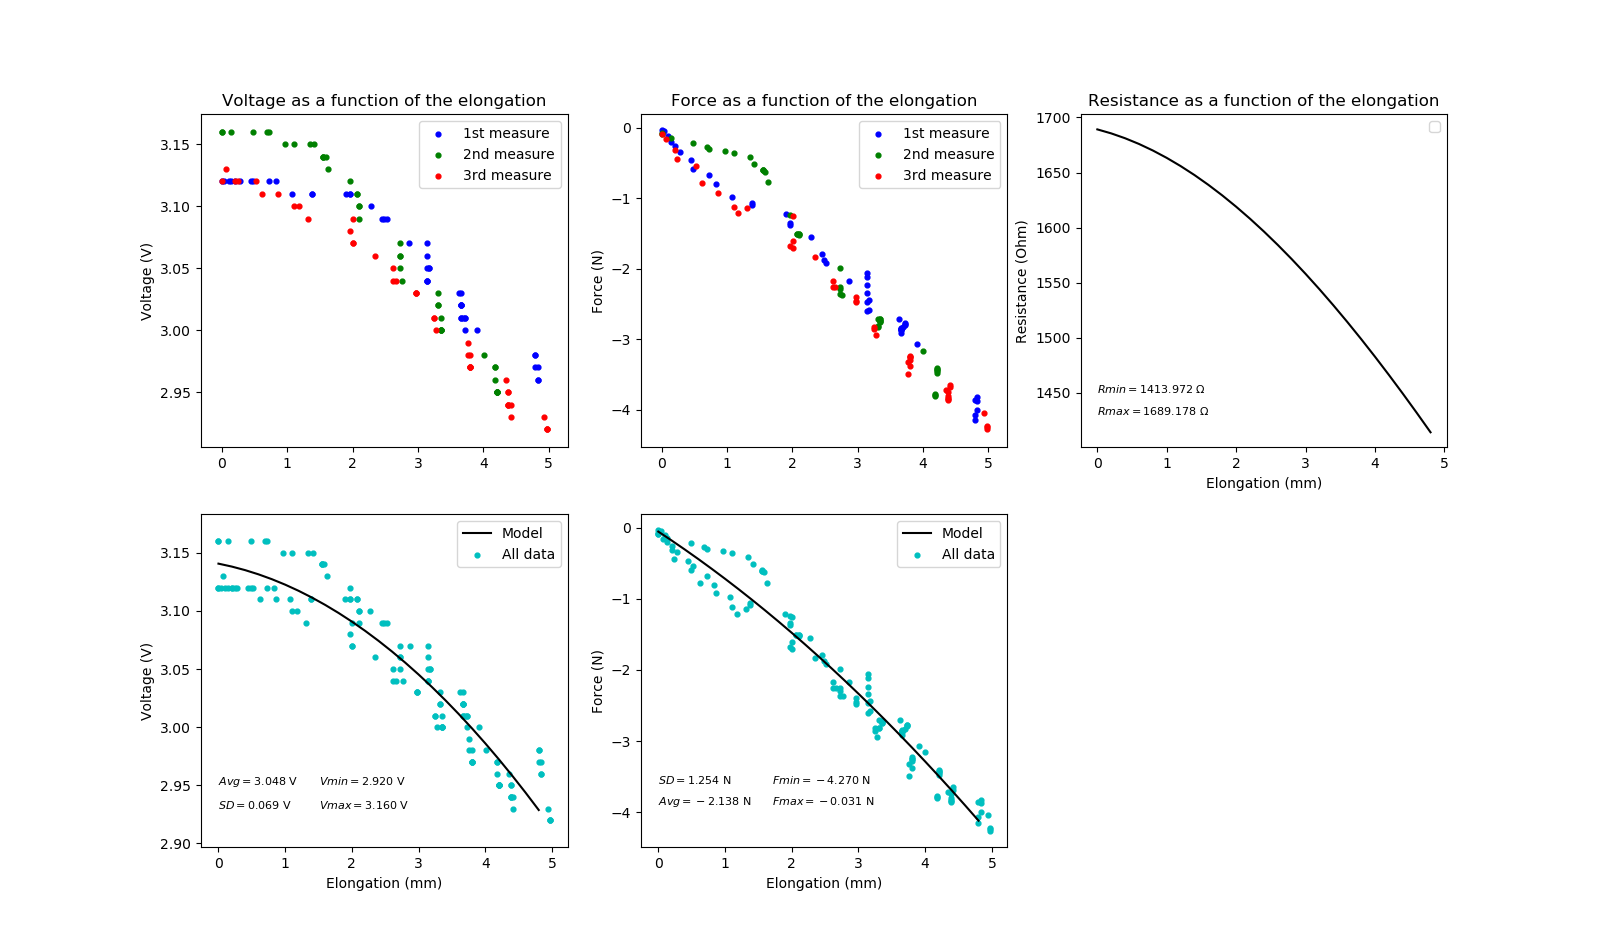 Voltage as a function of the elongation
Voltage (V)
3.15
3.10
3.05
3.00
2.95
0 1 2 3 4 5
1st measure
2nd measure
3rd measure
Force as a function of the elongation
Force (N)
0
−1
−2
−3
−4
0 1 2 3 4 5
1st measure
2nd measure
3rd measure
Resistance as a function of the elongation
Resistance (Ohm)
1700
1650
1600
1550
1500
1450
Rmin = 1413.972 Ω
Rmax = 1689.178 Ω
0 1 2 3 4 5
Elongation (mm)
Voltage (V)
3.15
3.10
3.05
3.00
2.95
2.90
Model
All data
Avg = 3.048 V Vmin = 2.920 V
SD = 0.069 V Vmax = 3.160 V
0 1 2 3 4 5
Elongation (mm)
Force (N)
0
−1
−2
−3
−4
Model
All data
SD = 1.254 N Fmin = −4.270 N
Avg = −2.138 N Fmax = −0.031 N
0 1 2 3 4 5
Elongation (mm)